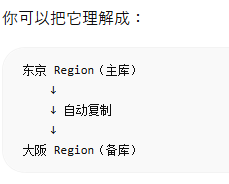 你可以把它理解成：
东京 Region（主库）
↓
↓ 自动复制
↓
大阪 Region（备库）